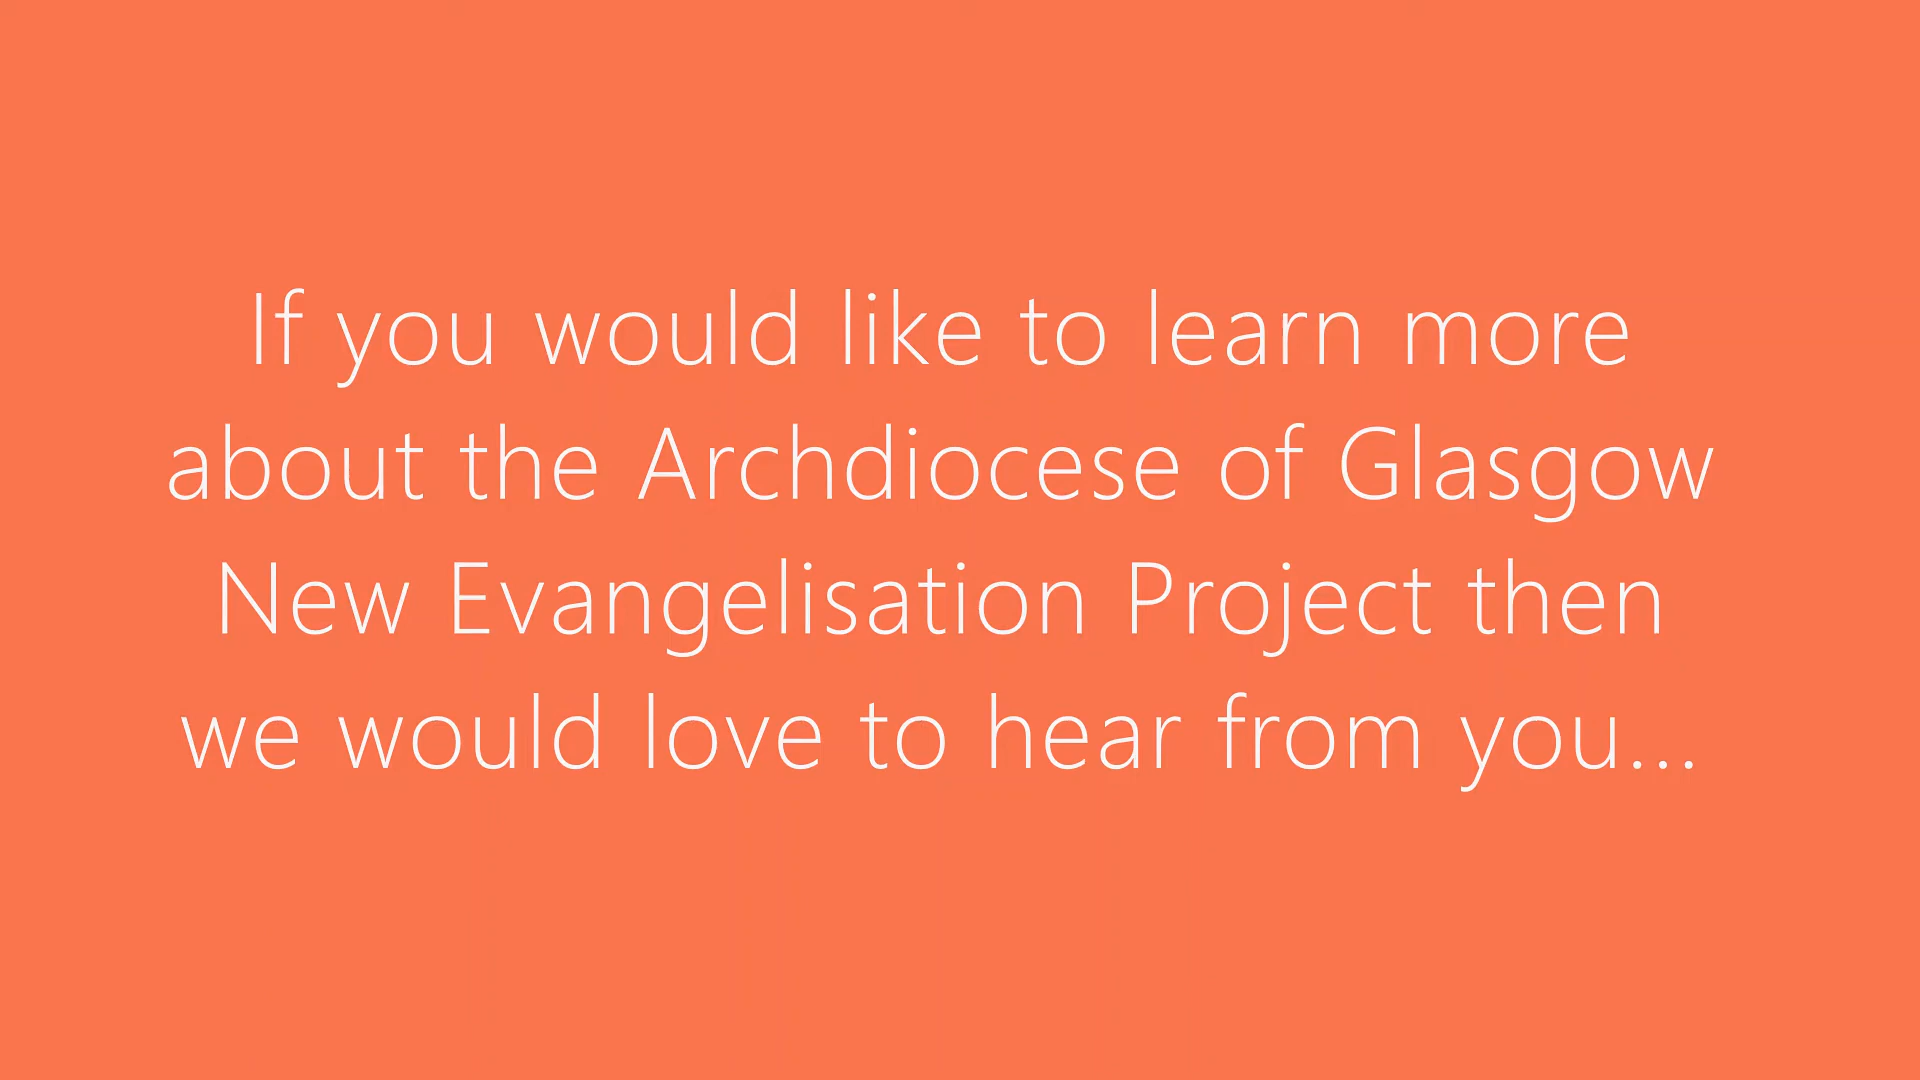 If you would like to learn more
about the Archdiocese of Glasgow
New Evangelisation Project then
we would love to hear from you...